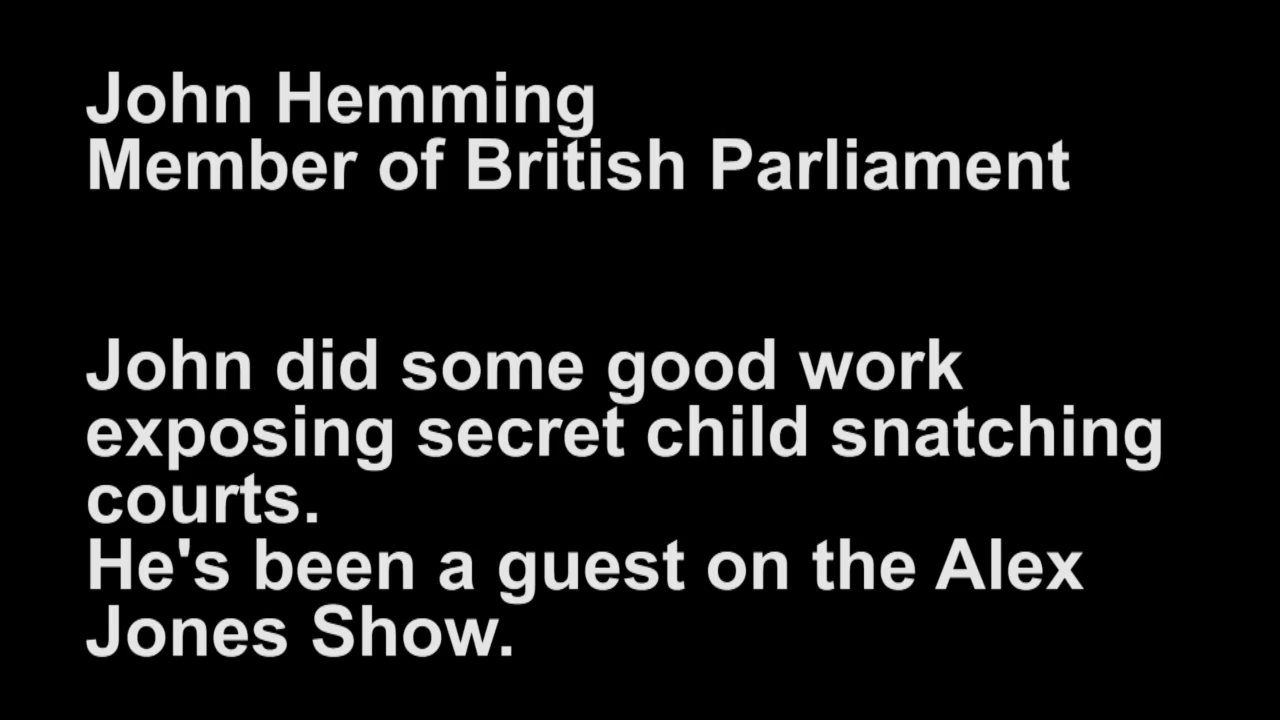 John Hemming
Member of British Parliament
John did some good work
exposing secret child snatching
courts.
He's been a guest on the Alex
Jones Show.